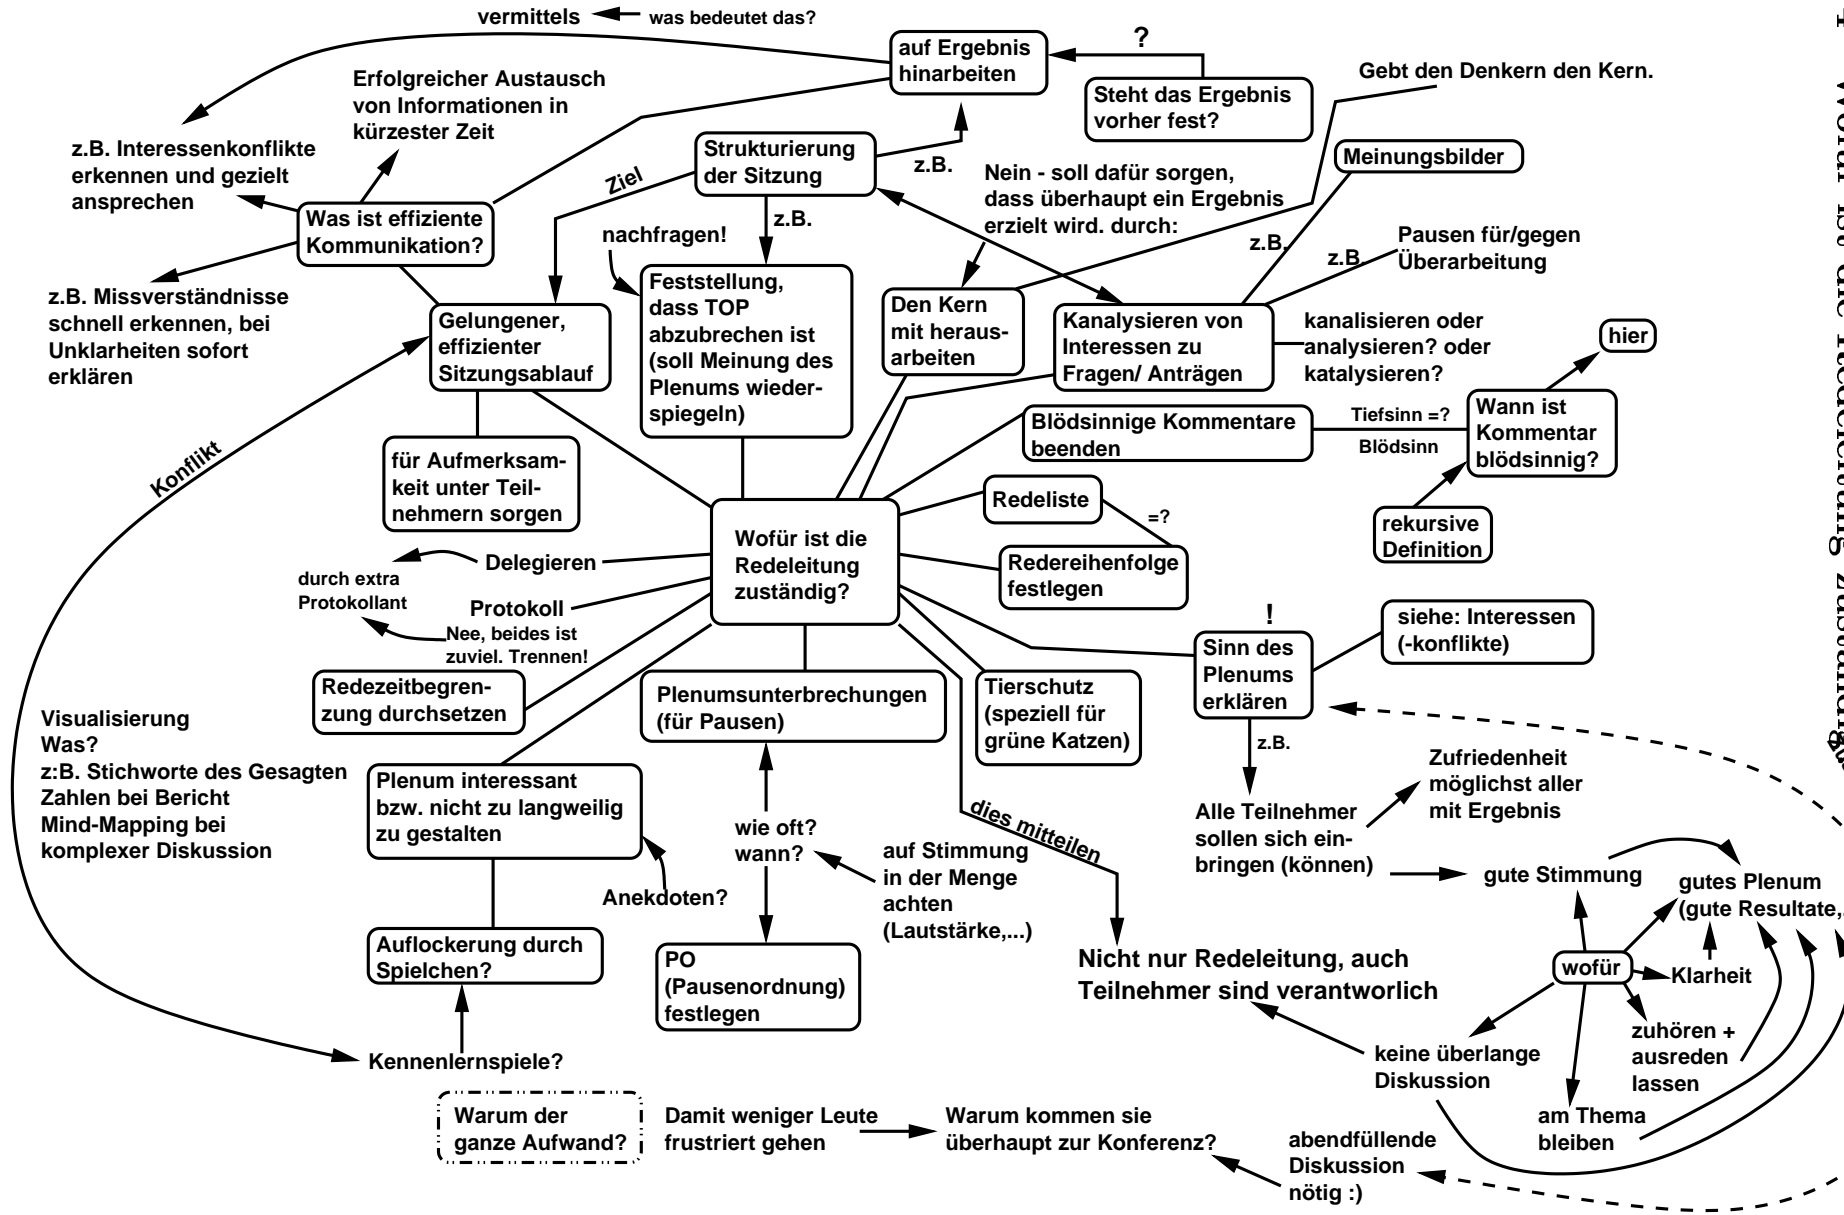 vermittels
was bedeutet das?
auf Ergebnis
hinarbeiten
?
Steht das Ergebnis
vorher fest?
Gebt den Denkern den Kern.
Erfolgreicher Austausch
von Informationen in
kürzester Zeit
z.B. Interessenkonflikte
erkennen und gezielt
ansprechen
Strukturierung
der Sitzung
z.B.
Ziel
z.B.
Nein - soll dafür sorgen,
dass überhaupt ein Ergebnis
erzielt wird. durch:
Meinungsbilder
z.B.
z.B.
Pausen für/gegen
Überarbeitung
Was ist effiziente
Kommunikation?
nachfragen!
z.B. Missverständnisse
schnell erkennen, bei
Unklarheiten sofort
erklären
Gelungener,
effizienter
Sitzungsablauf
Feststellung,
dass TOP
abzubrechen ist
(soll Meinung des
Plenums wieder-
spiegeln)
Den Kern
mit heraus-
arbeiten
Kanalysieren von
Interessen zu
Fragen/ Anträgen
kanalisieren oder
analysieren? oder
katalysieren?
hier
Blödsinnige Kommentare
beenden
Tiefsinn =?
Blödsinn
Wann ist
Kommentar
blödsinnig?
rekursive
Definition
Konflikt
für Aufmerksam-
keit unter Teil-
nehmern sorgen
Wofür ist die
Redeleitung
zuständig?
Redeliste
=?
Redereihenfolge
festlegen
Delegieren
durch extra
Protokollant
Protokoll
Nee, beides ist
zuviel. Trennen!
Redezeitbegren-
zung durchsetzen
Plenumsunterbrechungen
(für Pausen)
Tierschutz
(speziell für
grüne Katzen)
!
Sinn des
Plenums
erklären
siehe: Interessen
(-konflikte)
z.B.
Visualisierung
Was?
z:B. Stichworte des Gesagten
Zahlen bei Bericht
Mind-Mapping bei
komplexer Diskussion
Plenum interessant
bzw. nicht zu langweilig
zu gestalten
Anekdoten?
wie oft?
wann?
auf Stimmung
in der Menge
achten
(Lautstärke,...)
dies mitteilen
Alle Teilnehmer
sollen sich ein-
bringen (können)
Zufriedenheit
möglichst aller
mit Ergebnis
gute Stimmung
gutes Plenum
(gute Resultate,.
Auflockerung durch
Spielchen?
PO
(Pausenordnung)
festlegen
Nicht nur Redeleitung, auch
Teilnehmer sind verantworlich
wofür
Klarheit
zuhören +
ausreden
lassen
keine überlange
Diskussion
am Thema
bleiben
Kennenlernspiele?
Warum der
ganze Aufwand?
Damit weniger Leute
frustriert gehen
Warum kommen sie
überhaupt zur Konferenz?
abendfüllende
Diskussion
nötig :)